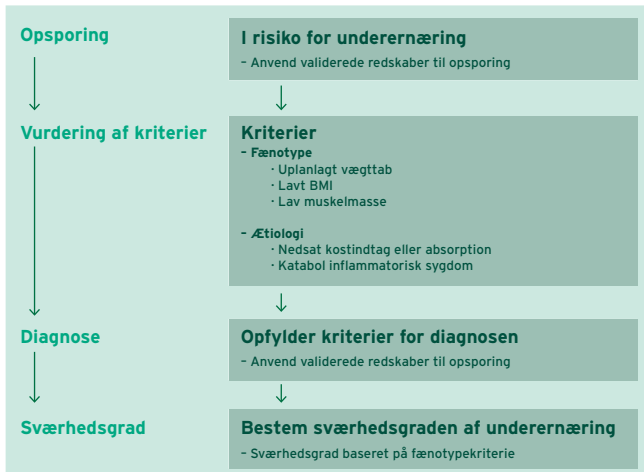 Opsporing
I risiko for underernæring
– Anvend validerede redskaber til opsporing
Vurdering af kriterier
Kriterier
– Fænotype
· Uplanlagt vægttab
· Lavt BMI
· Lav muskelmasse
– Ætiologi
· Nedsat kostindtag eller absorption
· Katabol inflammatorisk sygdom
Diagnose
Opfylder kriterier for diagnosen
– Anvend validerede redskaber til opsporing
Sværhedsgrad
Bestem sværhedsgraden af underernæring
– Sværhedsgrad baseret på fænotypekriterie